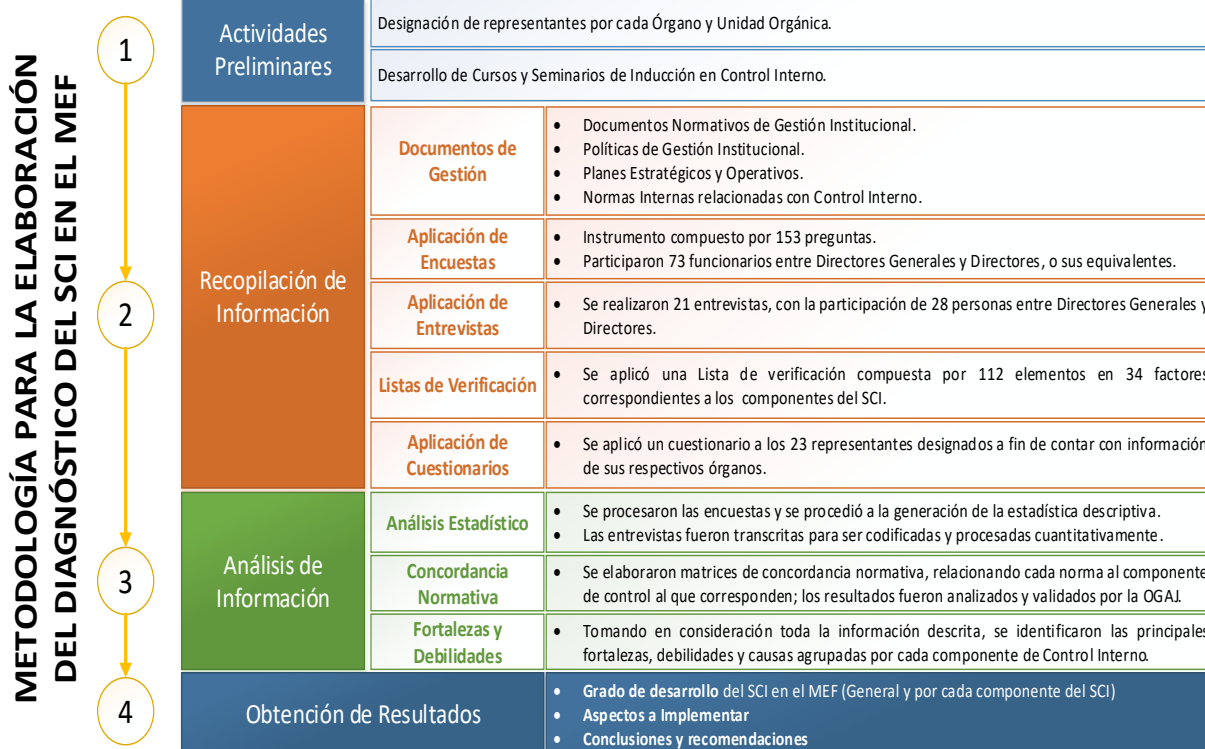 METODOLOGÍA PARA LA ELABORACIÓN
DEL DIAGNÓSTICO DEL SCI EN EL MEF
1
Actividades
Preliminares
Designación de representantes por cada Órgano y Unidad Orgánica.
Desarrollo de Cursos y Seminarios de Inducción en Control Interno.
2
Recopilación de
Información
Documentos de
Gestión
• Documentos Normativos de Gestión Institucional.
• Políticas de Gestión Institucional.
• Planes Estratégicos y Operativos.
• Normas Internas relacionadas con Control Interno.
Aplicación de
Encuestas
• Instrumento compuesto por 153 preguntas.
• Participaron 73 funcionarios entre Directores Generales y Directores, o sus equivalentes.
Aplicación de
Entrevistas
• Se realizaron 21 entrevistas, con la participación de 28 personas entre Directores Generales y
Directores.
Listas de Verificación
• Se aplicó una Lista de verificación compuesta por 112 elementos en 34 factores
correspondientes a los componentes del SCI.
Aplicación de
Cuestionarios
• Se aplicó un cuestionario a los 23 representantes designados a fin de contar con información
de sus respectivos órganos.
3
Análisis de
Información
Análisis Estadístico
• Se procesaron las encuestas y se procedió a la generación de la estadística descriptiva.
• Las entrevistas fueron transcritas para ser codificadas y procesadas cuantitativamente.
Concordancia
Normativa
• Se elaboraron matrices de concordancia normativa, relacionando cada norma al componente
de control al que corresponden; los resultados fueron analizados y validados por la OGAJ.
Fortalezas y
Debilidades
• Tomando en consideración toda la información descrita, se identificaron las principales
fortalezas, debilidades y causas agrupadas por cada componente de Control Interno.
4
Obtención de Resultados
• Grado de desarrollo del SCI en el MEF (General y por cada componente del SCI)
• Aspectos a Implementar
• Conclusiones y recomendaciones